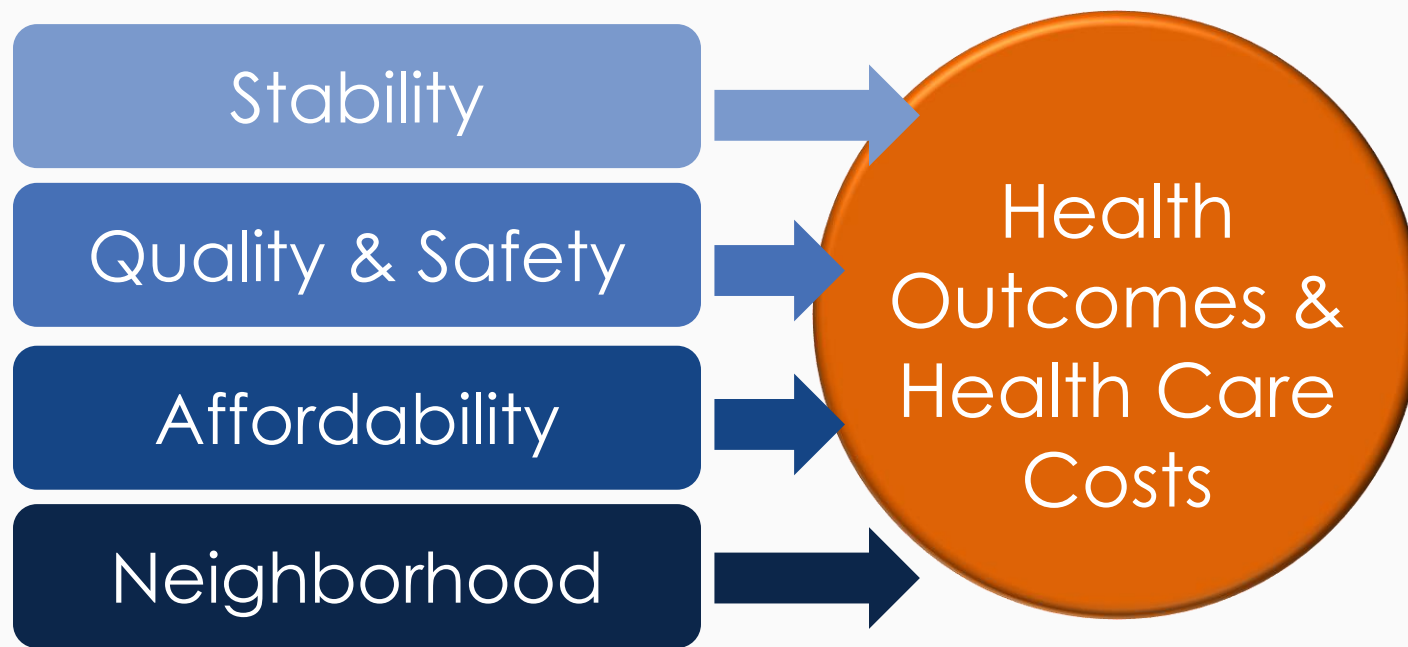 Stability
Quality & Safety
Affordability
Neighborhood
Health
Outcomes &
Health Care
Costs